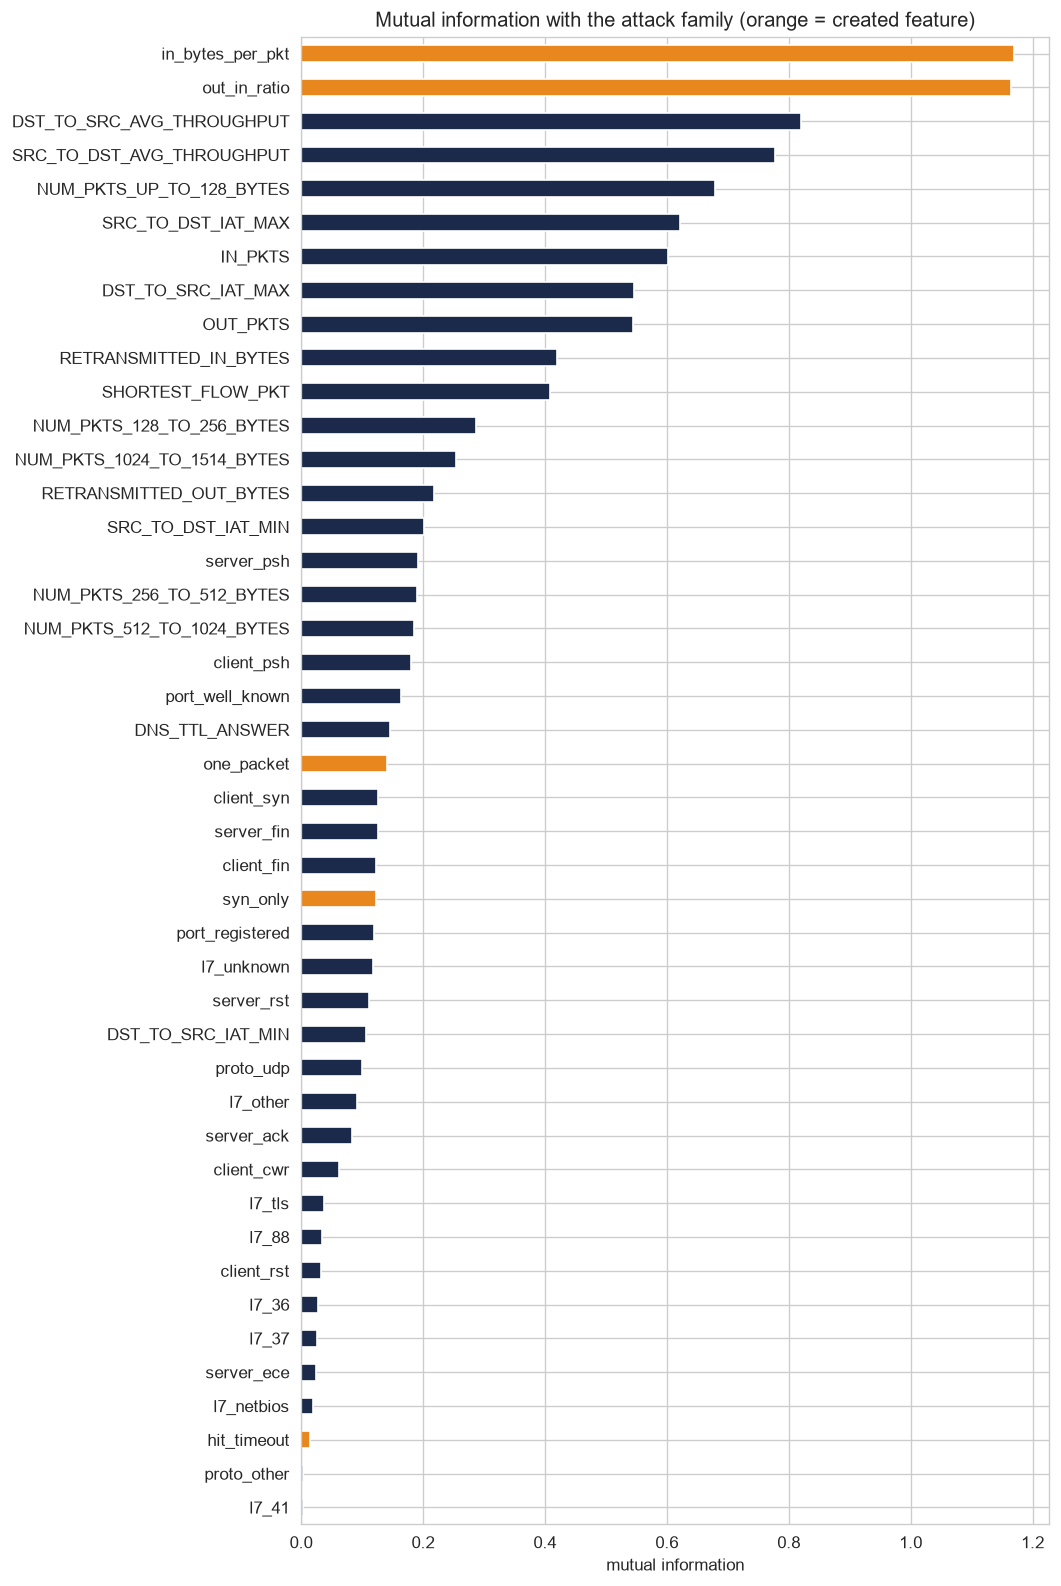 Mutual information with the attack family (orange = created feature)
in_bytes_per_pkt
out_in_ratio
DST_TO_SRC_AVG_THROUGHPUT
SRC_TO_DST_AVG_THROUGHPUT
NUM_PKTS_UP_TO_128_BYTES
SRC_TO_DST_IAT_MAX
IN_PKTS
DST_TO_SRC_IAT_MAX
OUT_PKTS
RETRANSMITTED_IN_BYTES
SHORTEST_FLOW_PKT
NUM_PKTS_128_TO_256_BYTES
NUM_PKTS_1024_TO_1514_BYTES
RETRANSMITTED_OUT_BYTES
SRC_TO_DST_IAT_MIN
server_psh
NUM_PKTS_256_TO_512_BYTES
NUM_PKTS_512_TO_1024_BYTES
client_psh
port_well_known
DNS_TTL_ANSWER
one_packet
client_syn
server_fin
client_fin
syn_only
port_registered
l7_unknown
server_rst
DST_TO_SRC_IAT_MIN
proto_udp
l7_other
server_ack
client_cwr
l7_tls
l7_88
client_rst
l7_36
l7_37
server_ece
l7_netbios
hit_timeout
proto_other
l7_41
0.0 0.2 0.4 0.6 0.8 1.0 1.2
mutual information